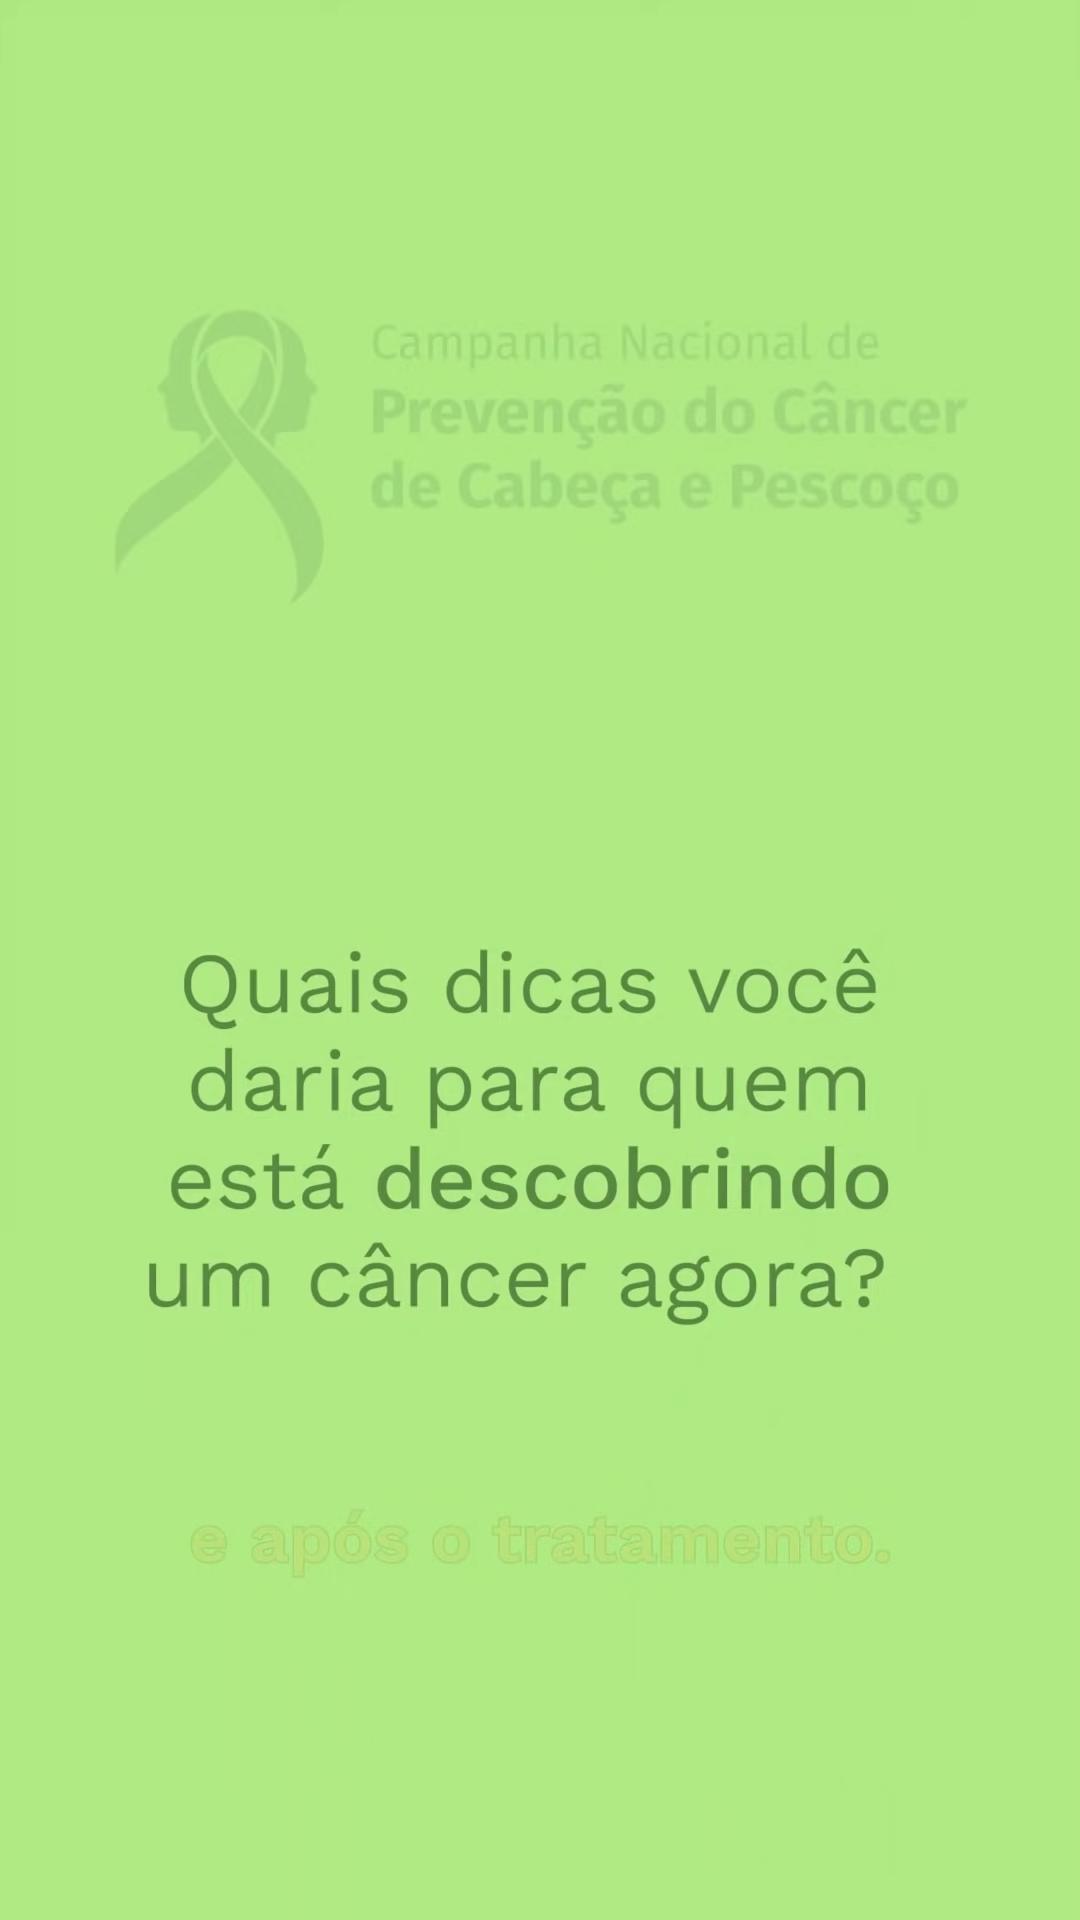 Campanha Nacional de
Prevenção do Câncer
de Cabeça e Pescoço
Quais dicas você
daria para quem
está descobrindo
um câncer agora?
e após o tratamento.